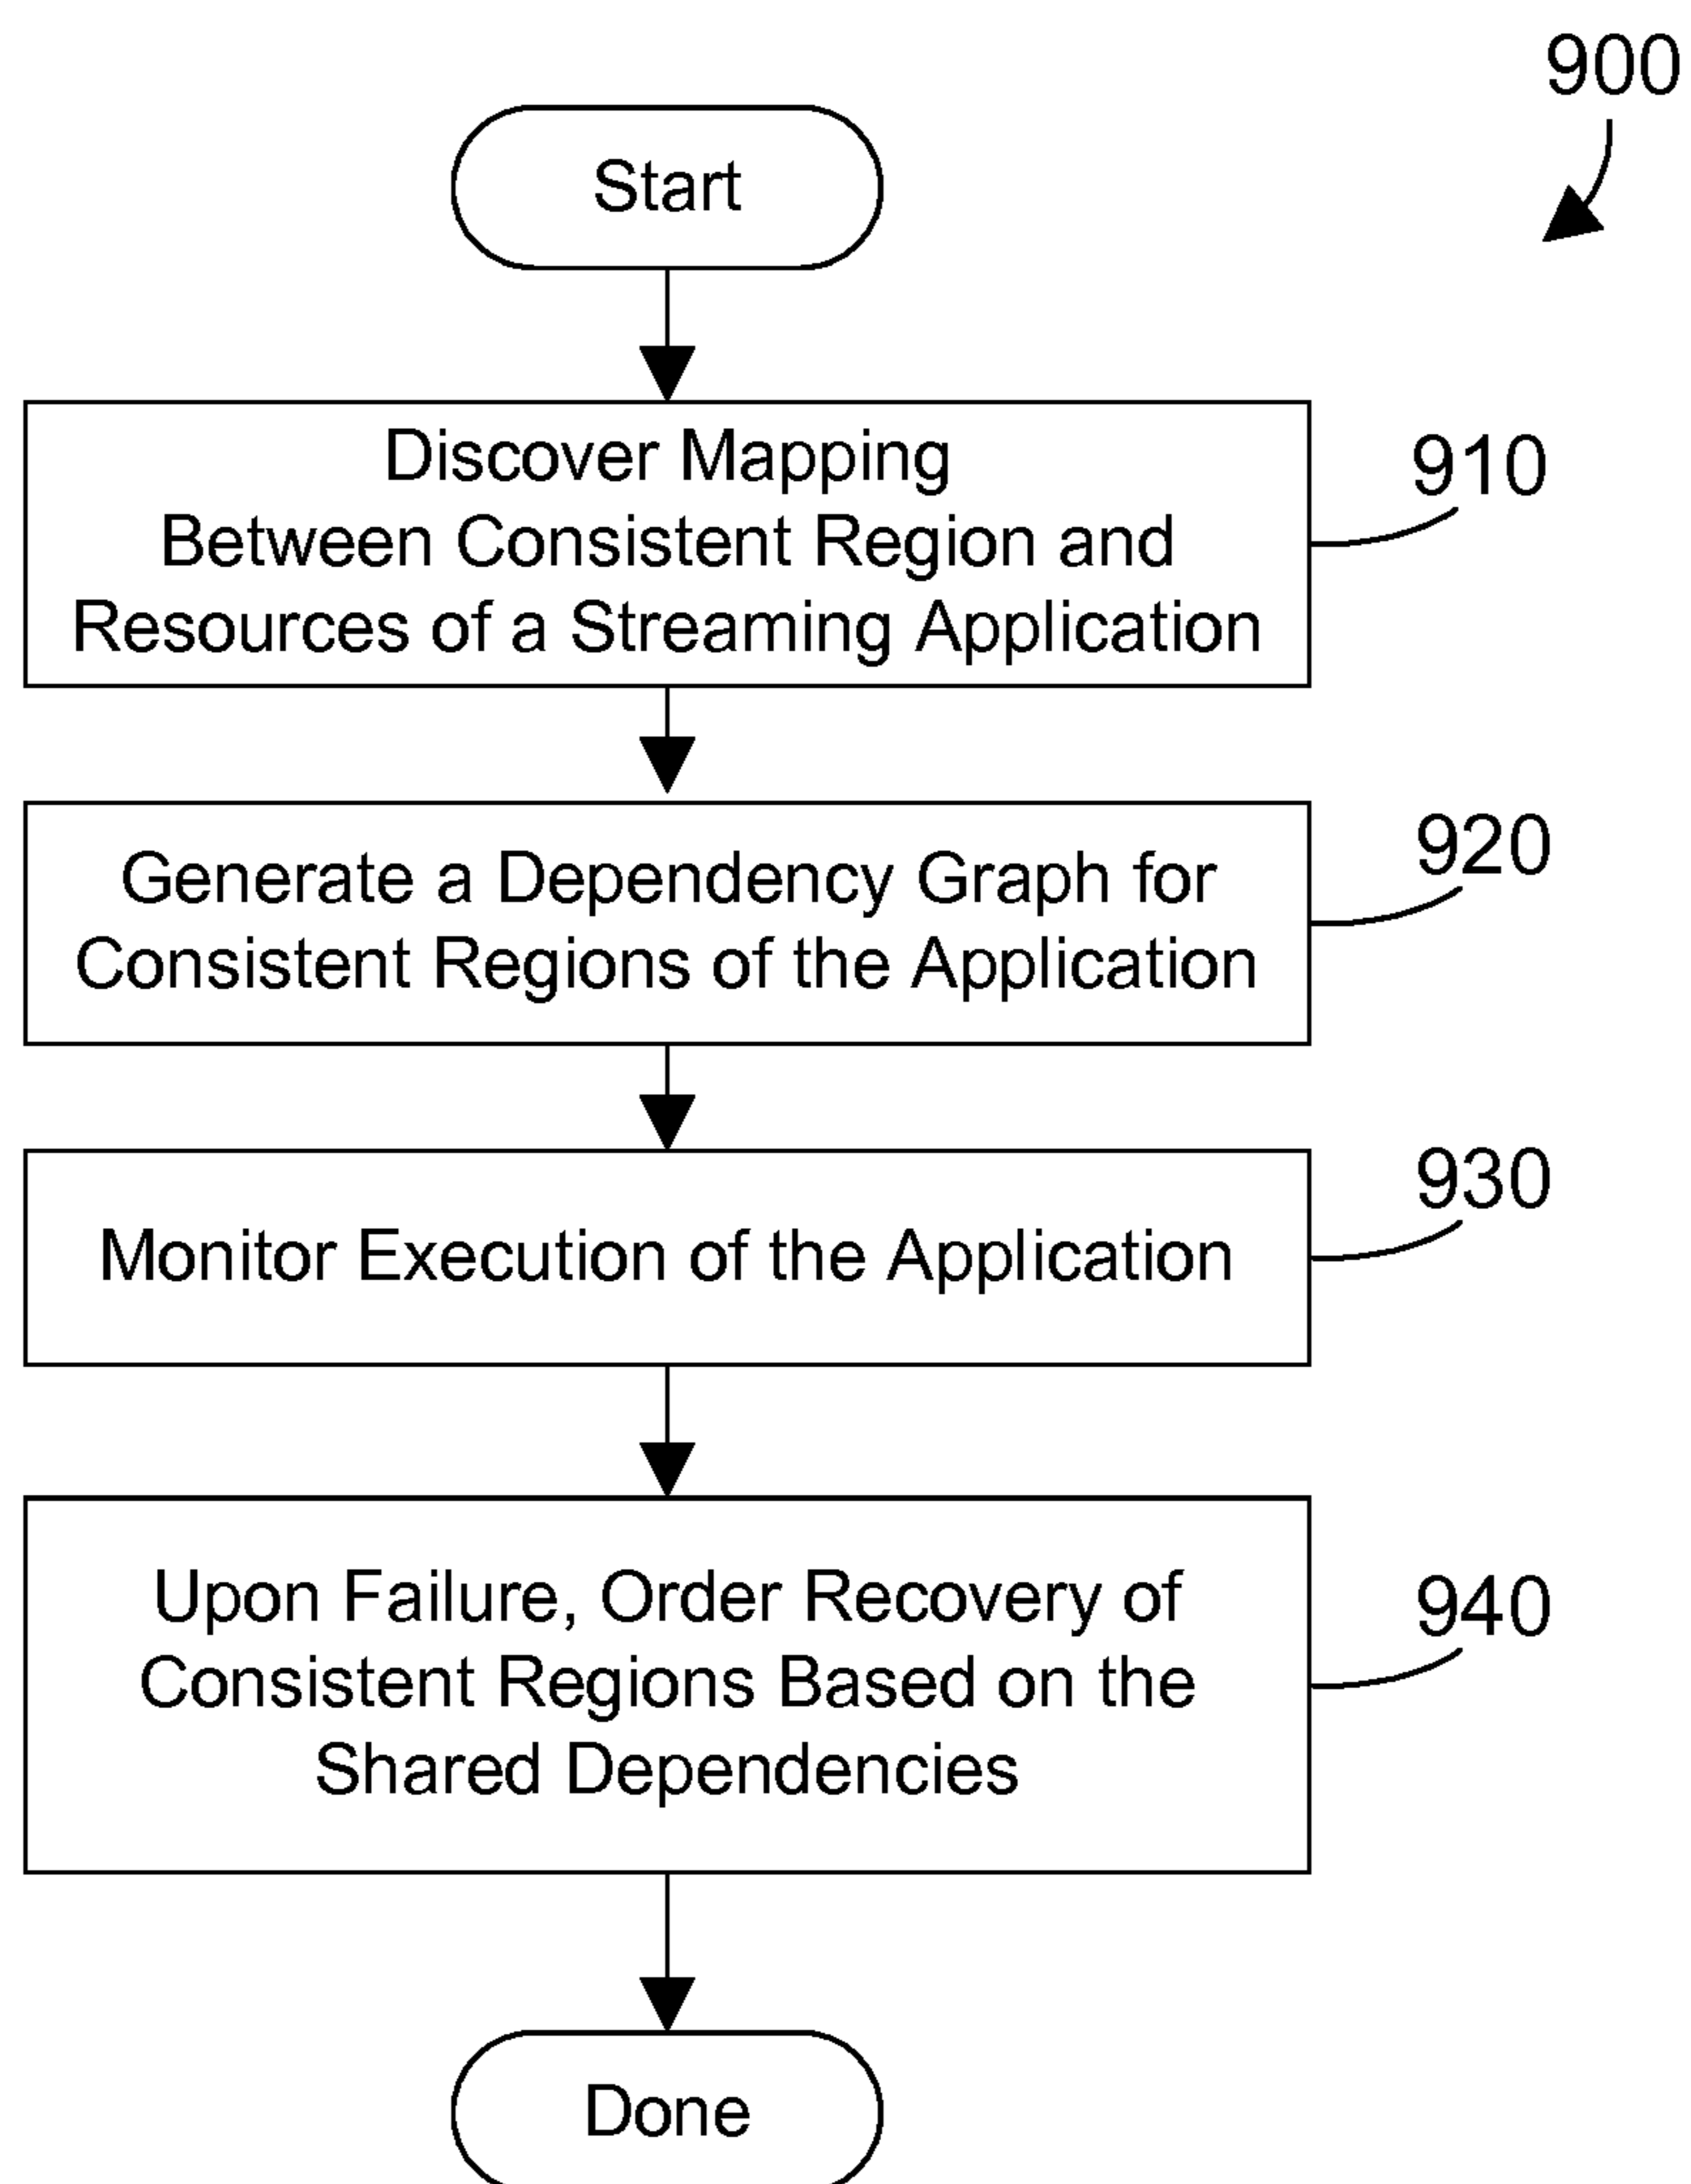 900
Start
Discover Mapping
Between Consistent Region and
Resources of a Streaming Application
910
Generate a Dependency Graph for
Consistent Regions of the Application
920
Monitor Execution of the Application
930
Upon Failure, Order Recovery of
Consistent Regions Based on the
Shared Dependencies
940
Done